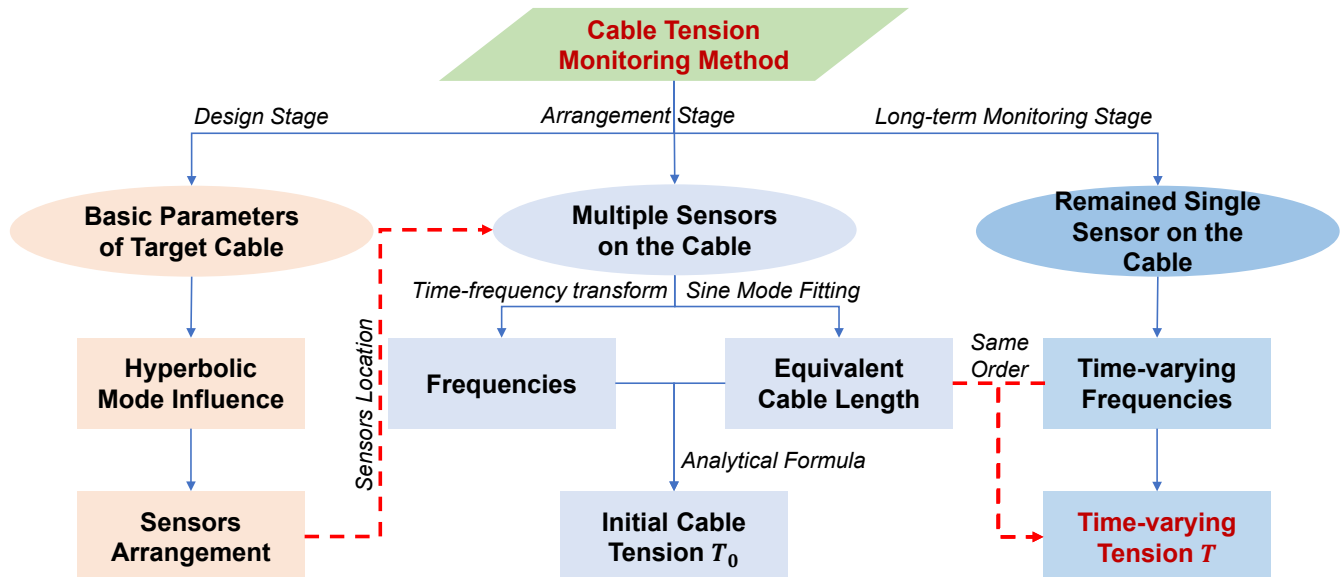 Cable Tension
Monitoring Method
Design Stage
Arrangement Stage
Long-term Monitoring Stage
Basic Parameters
of Target Cable
Multiple Sensors
on the Cable
Remained Single
Sensor on the
Cable
Time-frequency transform
Sine Mode Fitting
Sensors Location
Hyperbolic
Mode Influence
Frequencies
Equivalent
Cable Length
Same
Order
Time-varying
Frequencies
Analytical Formula
Sensors
Arrangement
Initial Cable
Tension T₀
Time-varying
Tension T